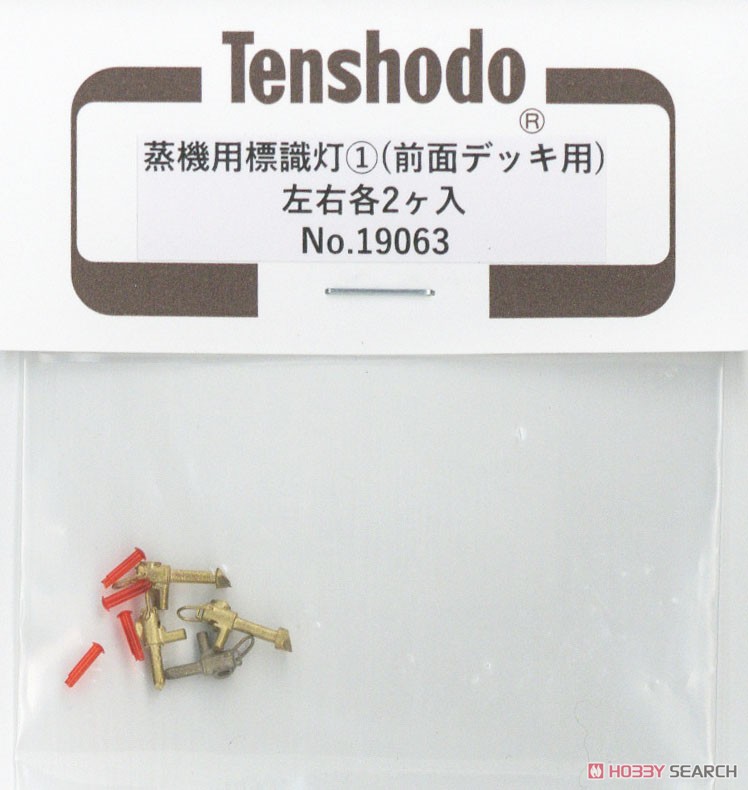 Tenshodo
®
蒸機用標識灯①(前面デッキ用)
左右各2ヶ入
No.19063
HOBBY SEARCH